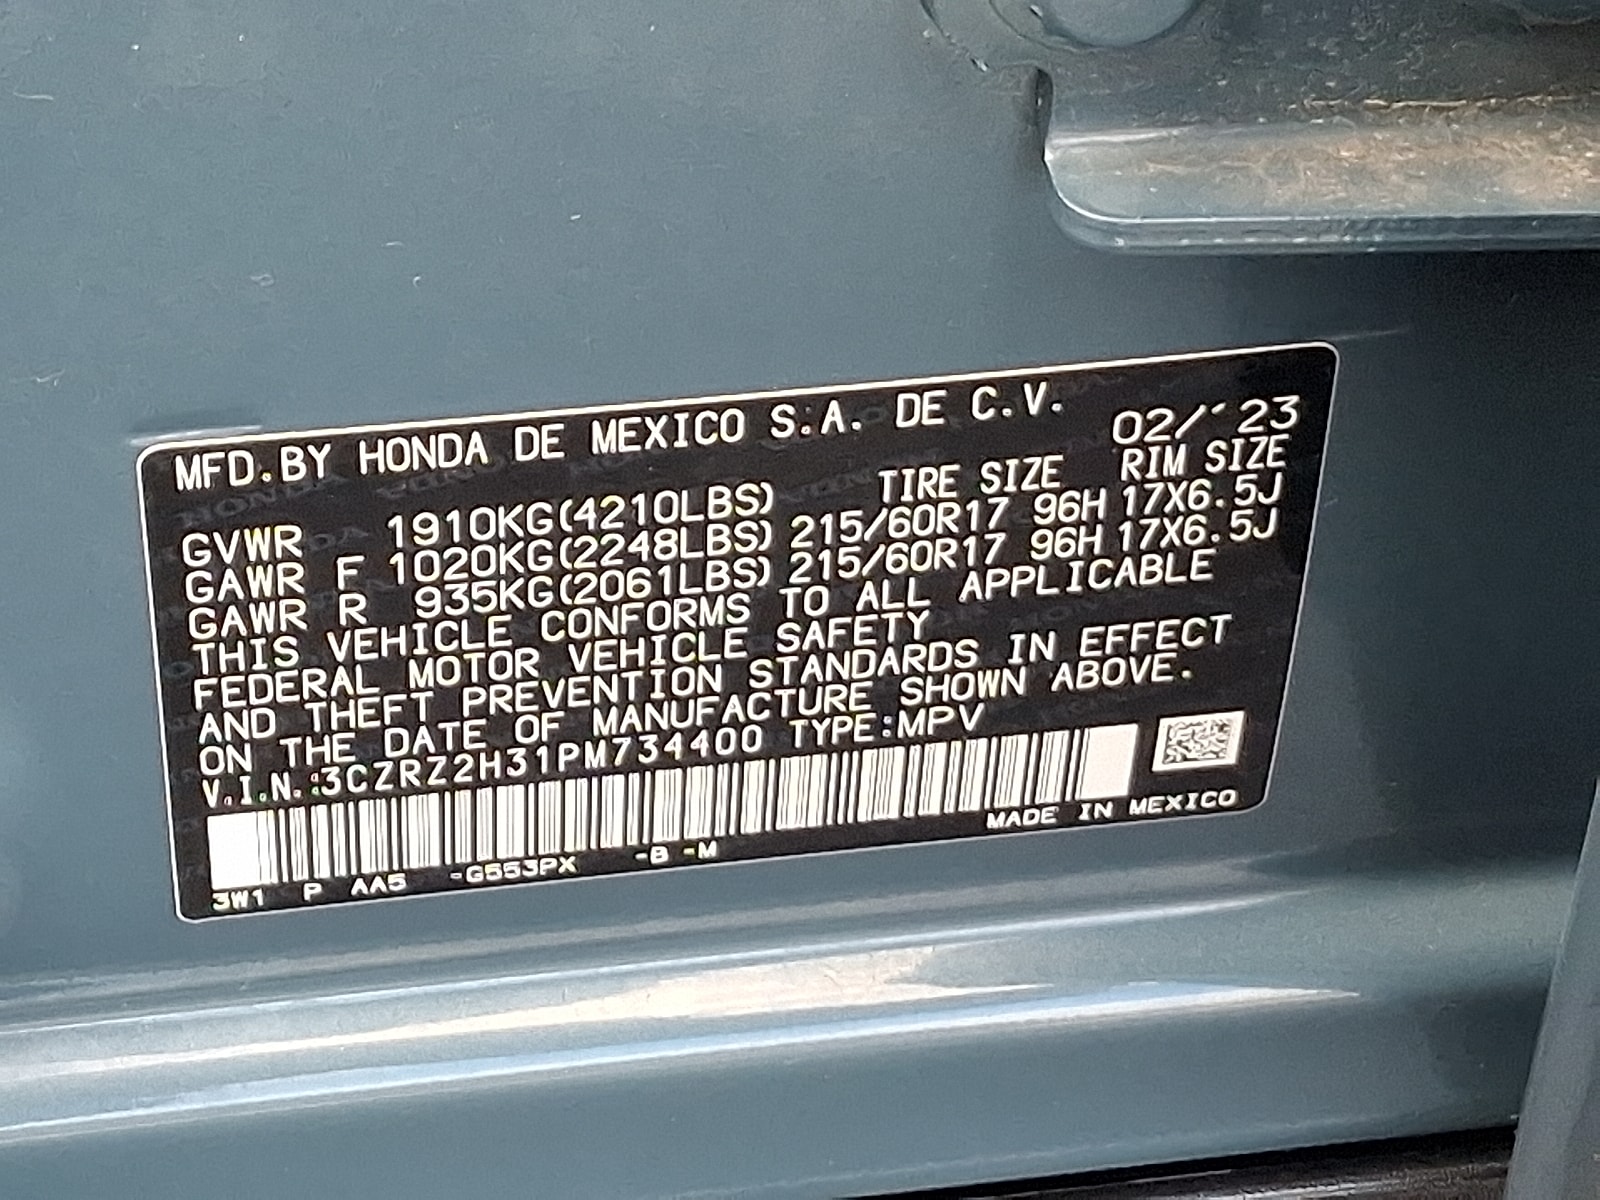 MFD.BY HONDA DE MEXICO S.A. DE C.V.
02/'23
TIRE SIZE RIM SIZE
GVWR 1910KG(4210LBS)
GAWR F 1020KG(2248LBS) 215/60R17 96H 17X6.5J
GAWR R 935KG(2061LBS) 215/60R17 96H 17X6.5J
THIS VEHICLE CONFORMS TO ALL APPLICABLE
FEDERAL MOTOR VEHICLE SAFETY
AND THEFT PREVENTION STANDARDS IN EFFECT
ON THE DATE OF MANUFACTURE SHOWN ABOVE.
V.I.N.:3CZRZ2H31PM734400 TYPE:MPV
MADE IN MEXICO
3W1 P AA5 -G553PX -B -M